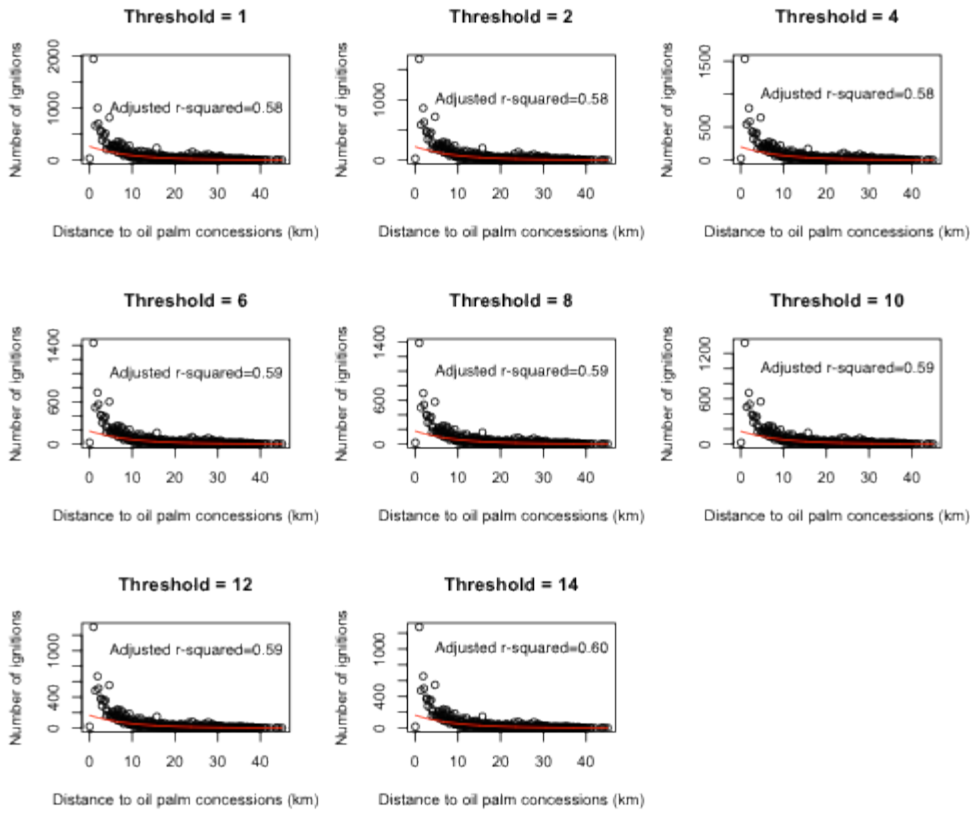 Threshold = 1
Number of ignitions
2000
1000
0
Adjusted r-squared=0.58
0 10 20 30 40
Distance to oil palm concessions (km)
Threshold = 2
Number of ignitions
1000
0
Adjusted r-squared=0.58
0 10 20 30 40
Distance to oil palm concessions (km)
Threshold = 4
Number of ignitions
1500
500
0
Adjusted r-squared=0.58
0 10 20 30 40
Distance to oil palm concessions (km)
Threshold = 6
Number of ignitions
1400
600
0
Adjusted r-squared=0.59
0 10 20 30 40
Distance to oil palm concessions (km)
Threshold = 8
Number of ignitions
1400
600
0
Adjusted r-squared=0.59
0 10 20 30 40
Distance to oil palm concessions (km)
Threshold = 10
Number of ignitions
1200
600
0
Adjusted r-squared=0.59
0 10 20 30 40
Distance to oil palm concessions (km)
Threshold = 12
Number of ignitions
1000
400
0
Adjusted r-squared=0.59
0 10 20 30 40
Distance to oil palm concessions (km)
Threshold = 14
Number of ignitions
1000
400
0
Adjusted r-squared=0.60
0 10 20 30 40
Distance to oil palm concessions (km)